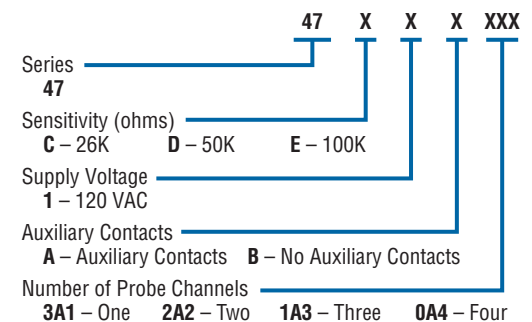 47 X X X XXX
Series
47
Sensitivity (ohms)
C – 26K D – 50K E – 100K
Supply Voltage
1 – 120 VAC
Auxiliary Contacts
A – Auxiliary Contacts B – No Auxiliary Contacts
Number of Probe Channels
3A1 – One 2A2 – Two 1A3 – Three 0A4 – Four